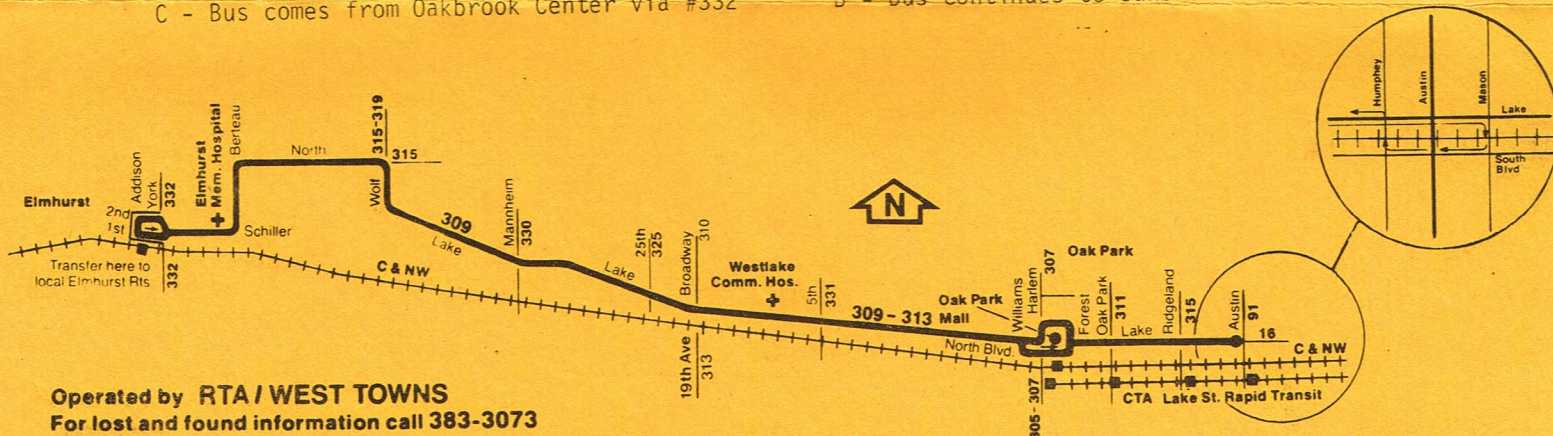 C - Bus comes from Oakbrook Center via #332
Humphey
Austin
Mason
Lake
South
Blvd
Elmhurst
Addison
York
332
2nd
1st
Elmhurst
Mem. Hospital
Berteau
Schiller
North
315-319
315
Wolf
309
Lake
Mannheim
330
25th
325
Lake
Broadway
310
Westlake
Comm. Hos.
5th
331
N
309 - 313
Oak Park
Mall
Williams
Harlem
307
Oak Park
Forest
Oak Park
311
Lake
Ridgeland
315
Austin
91
16
C & NW
Transfer here to
local Elmhurst Rts
332
C & NW
19th Ave
313
North Blvd.
305 - 307
CTA Lake St. Rapid Transit
Operated by RTA / WEST TOWNS
For lost and found information call 383-3073